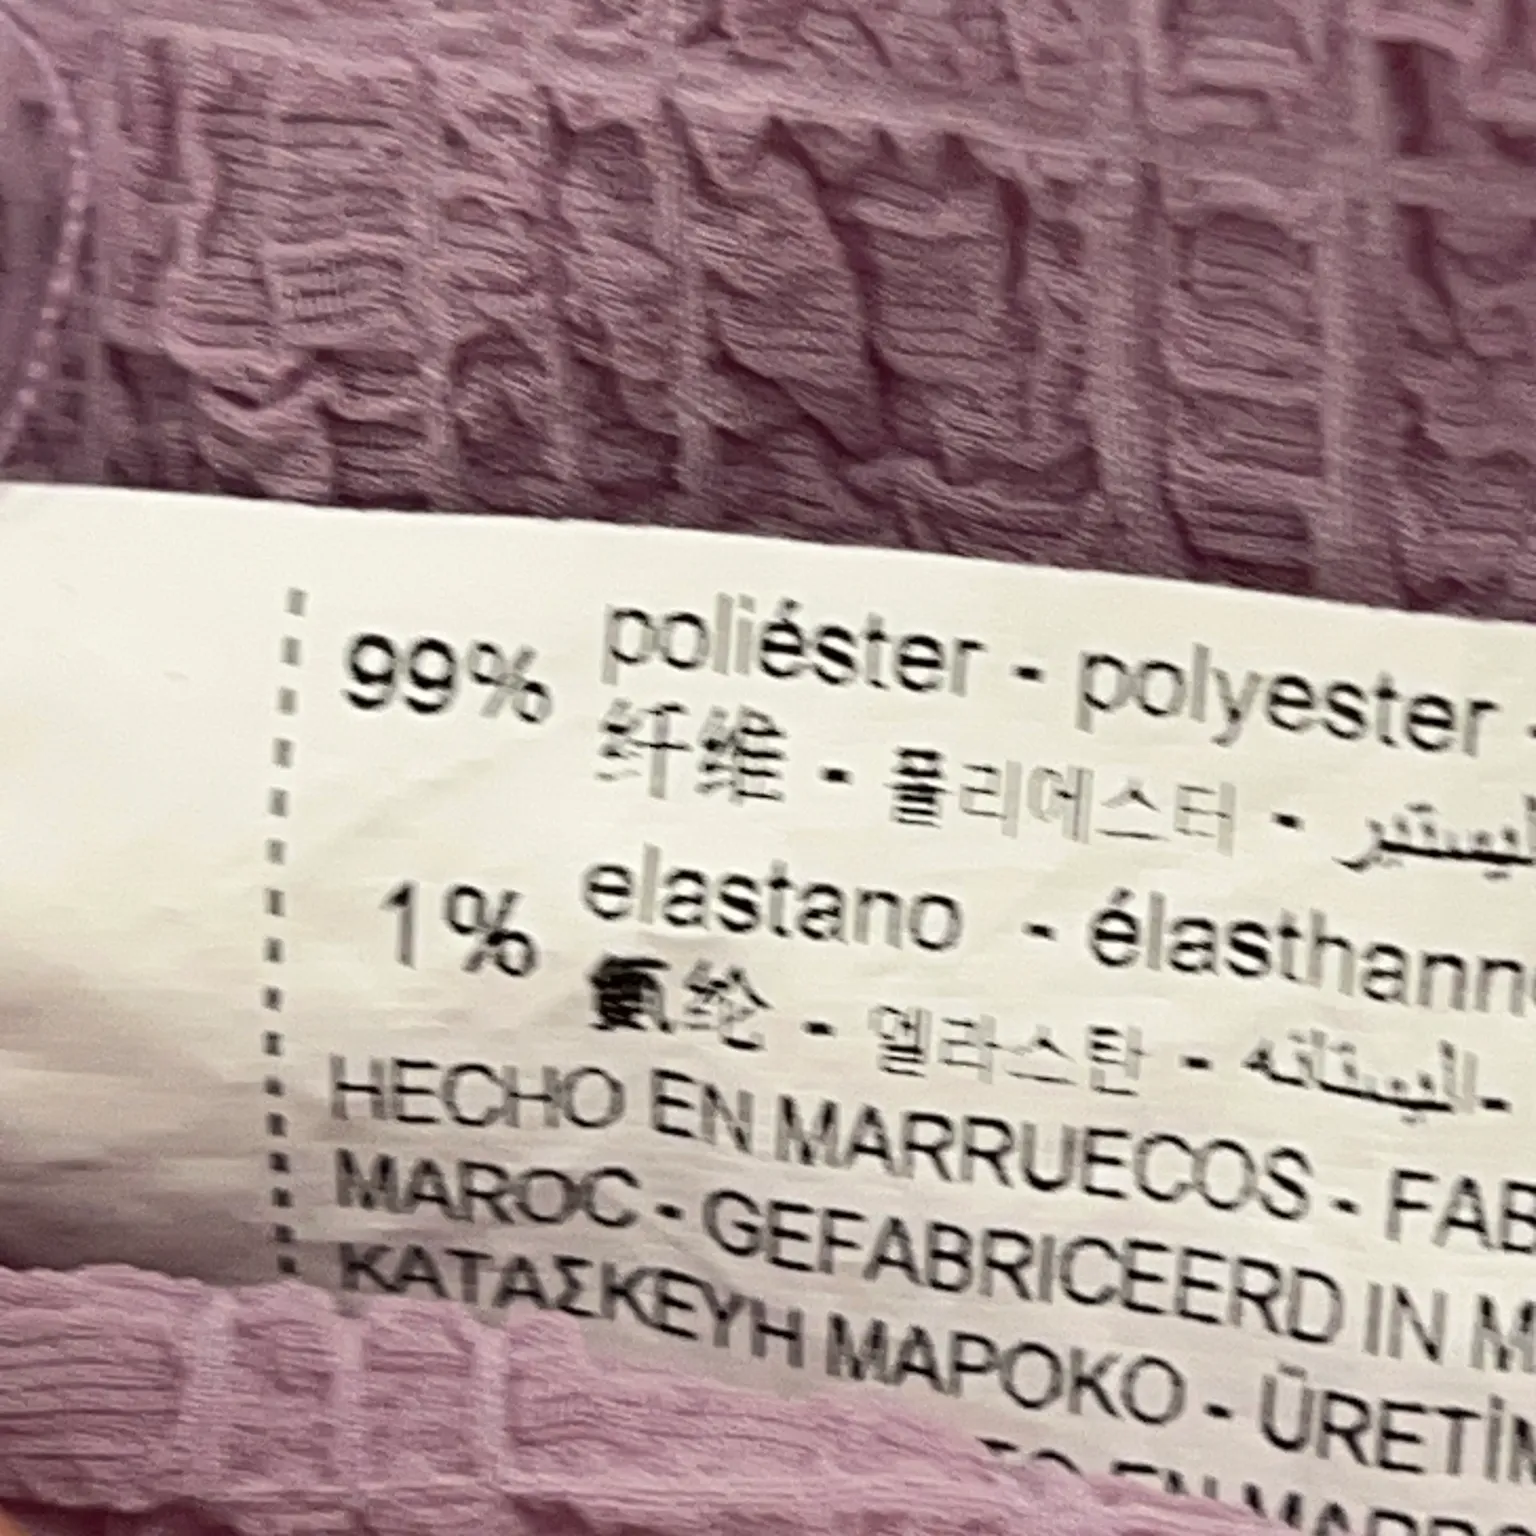 99% poliéster - polyester -
纤维 - 폴리에스터 -
1% elastano - élasthann
氨纶 - 엘라스탄 -
HECHO EN MARRUECOS - FAB
MAROC - GEFABRICEERD IN M
ΚΑΤΑΣΚΕΥΗ ΜΑΡΟΚΟ - ÜRETİM